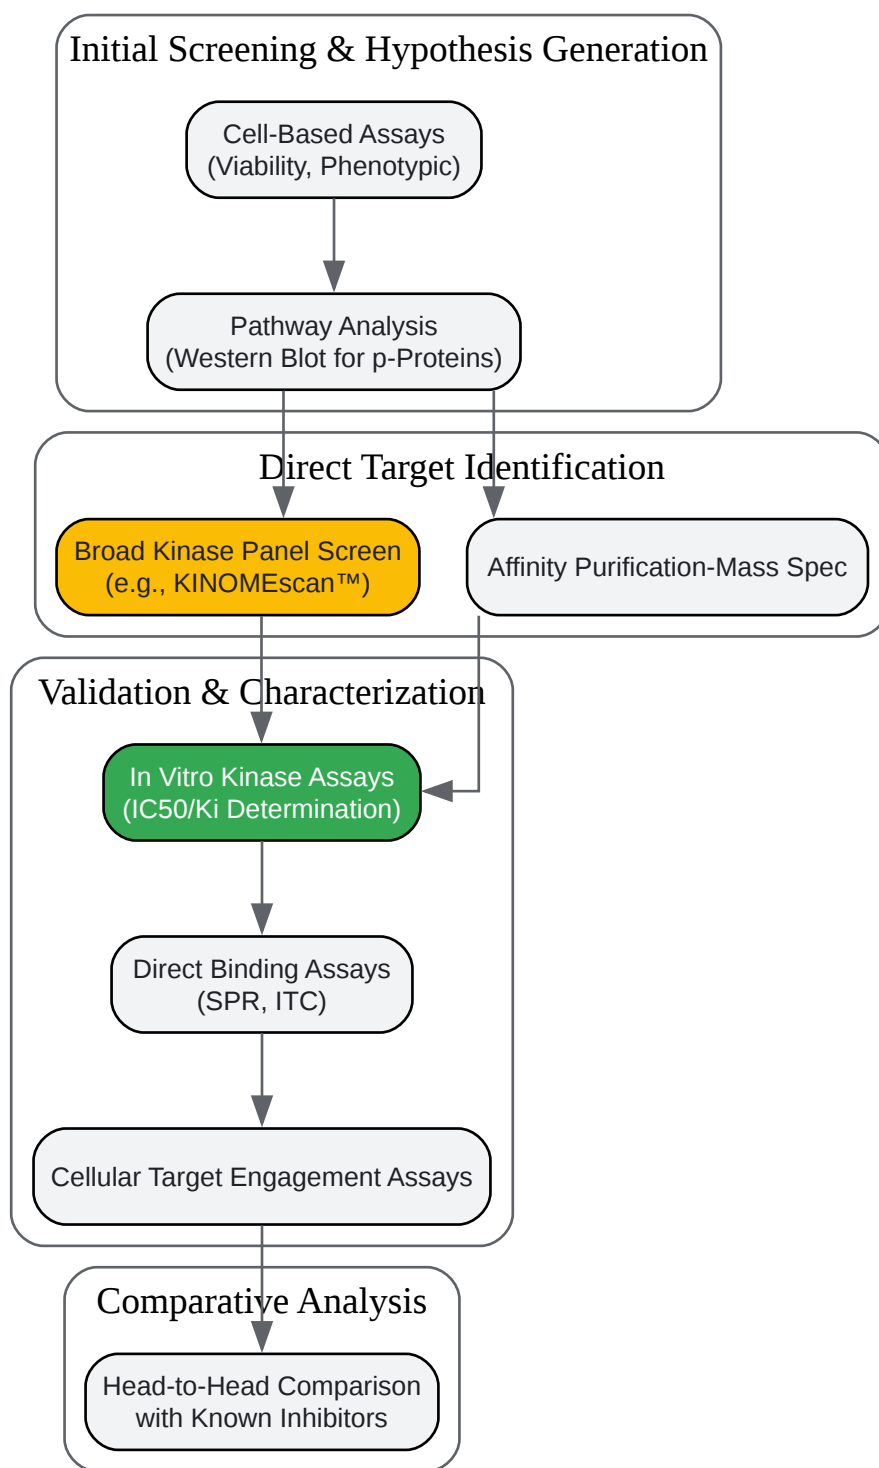 Initial Screening & Hypothesis Generation
Cell-Based Assays
(Viability, Phenotypic)
Pathway Analysis
(Western Blot for p-Proteins)
Direct Target Identification
Broad Kinase Panel Screen
(e.g., KINOMEscan™)
Affinity Purification-Mass Spec
Validation & Characterization
In Vitro Kinase Assays
(IC50/Ki Determination)
Direct Binding Assays
(SPR, ITC)
Cellular Target Engagement Assays
Comparative Analysis
Head-to-Head Comparison
with Known Inhibitors